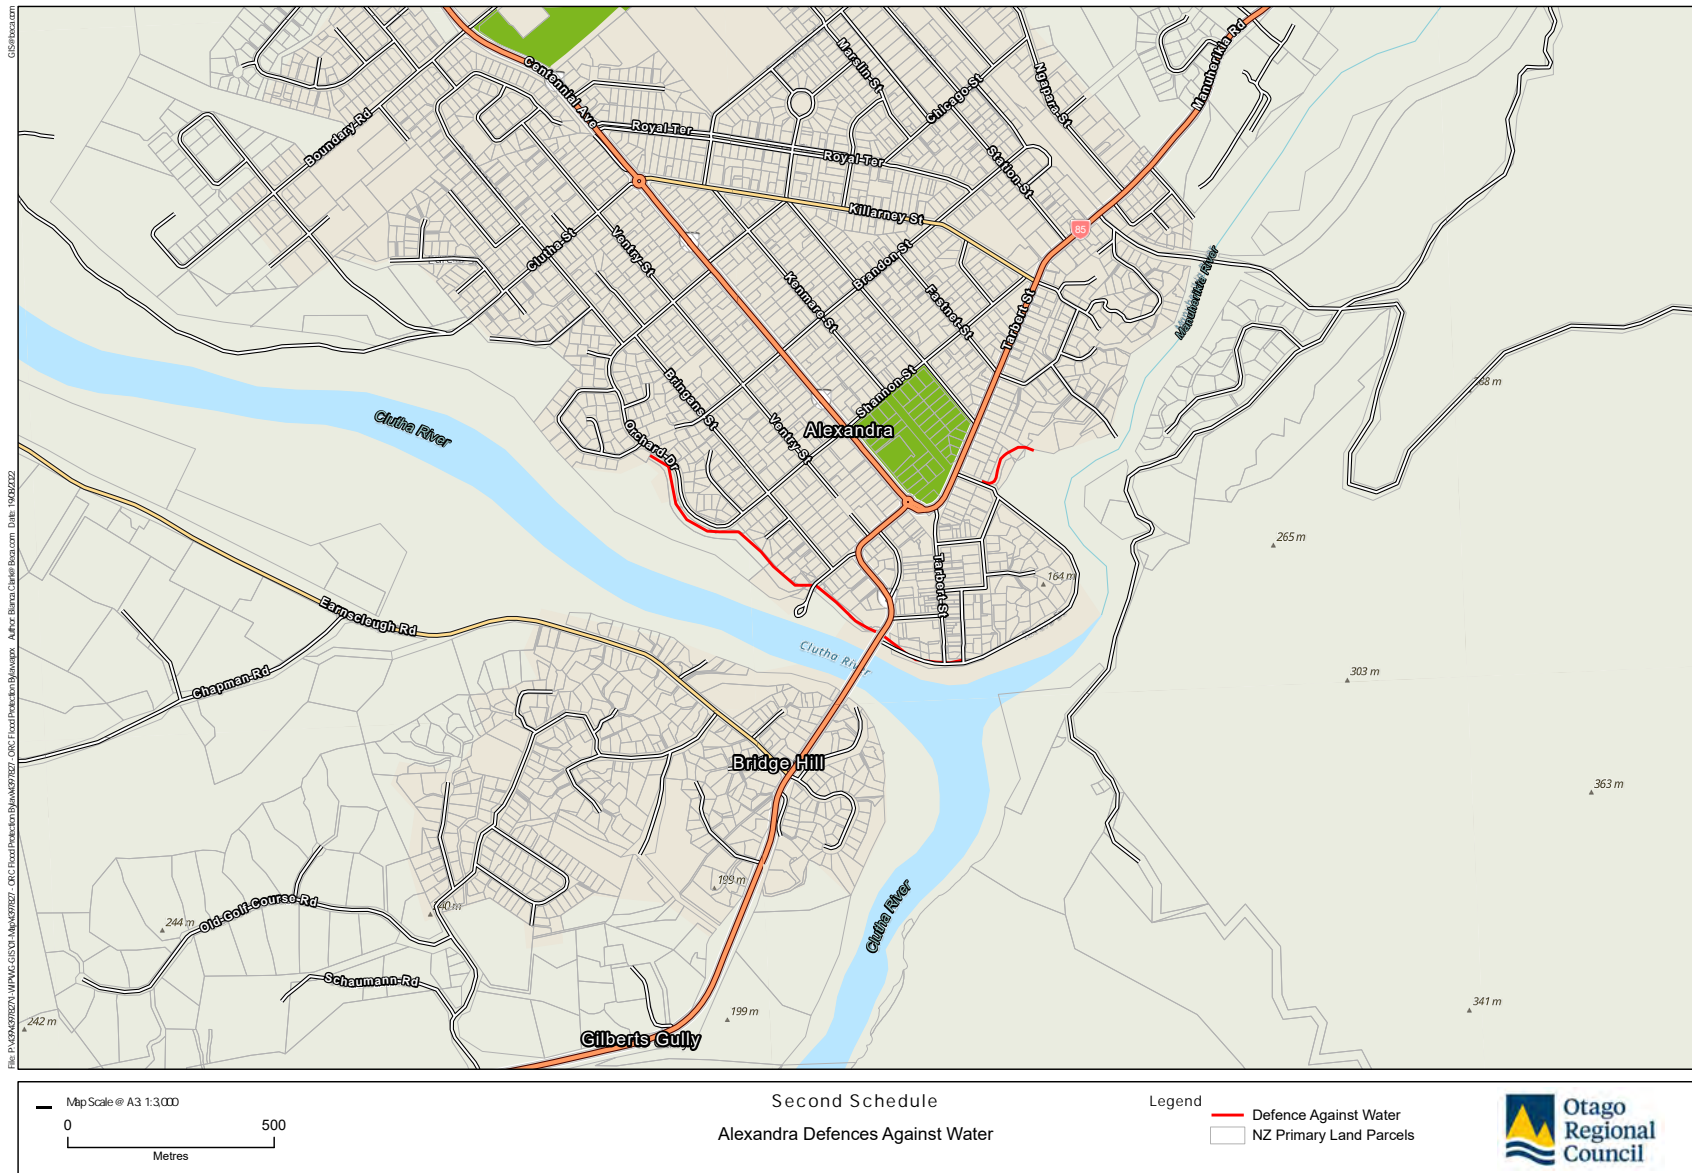 GIS@beca.com
Centennial Ave
Marslin-St
Chicago-St
Ngapara-St
Manuherikia Rd
Boundary-Rd
Royal-Ter
Royal-Ter
Station-St
Killarney St
85
Clutha-St
Ventry-St
Brandon-St
Kenmare-St
Fastnet-St
Tarbert St
Manuherikia River
Shannon-St
Bringans St
Ventry-St
Alexandra
Orchard-Dr
Clutha River
265 m
164 m
Tarbert-St
Earnscleugh Rd
Clutha River
Chapman-Rd
303 m
Bridge Hill
363 m
199 m
244 m
Old-Golf-Course-Rd
Clutha River
Schaumann-Rd
341 m
199 m
242 m
Gilberts Gully
Map Scale @ A3: 1:3,000
0 500
Metres
Second Schedule
Alexandra Defences Against Water
Legend
Defence Against Water
NZ Primary Land Parcels
Otago
Regional
Council